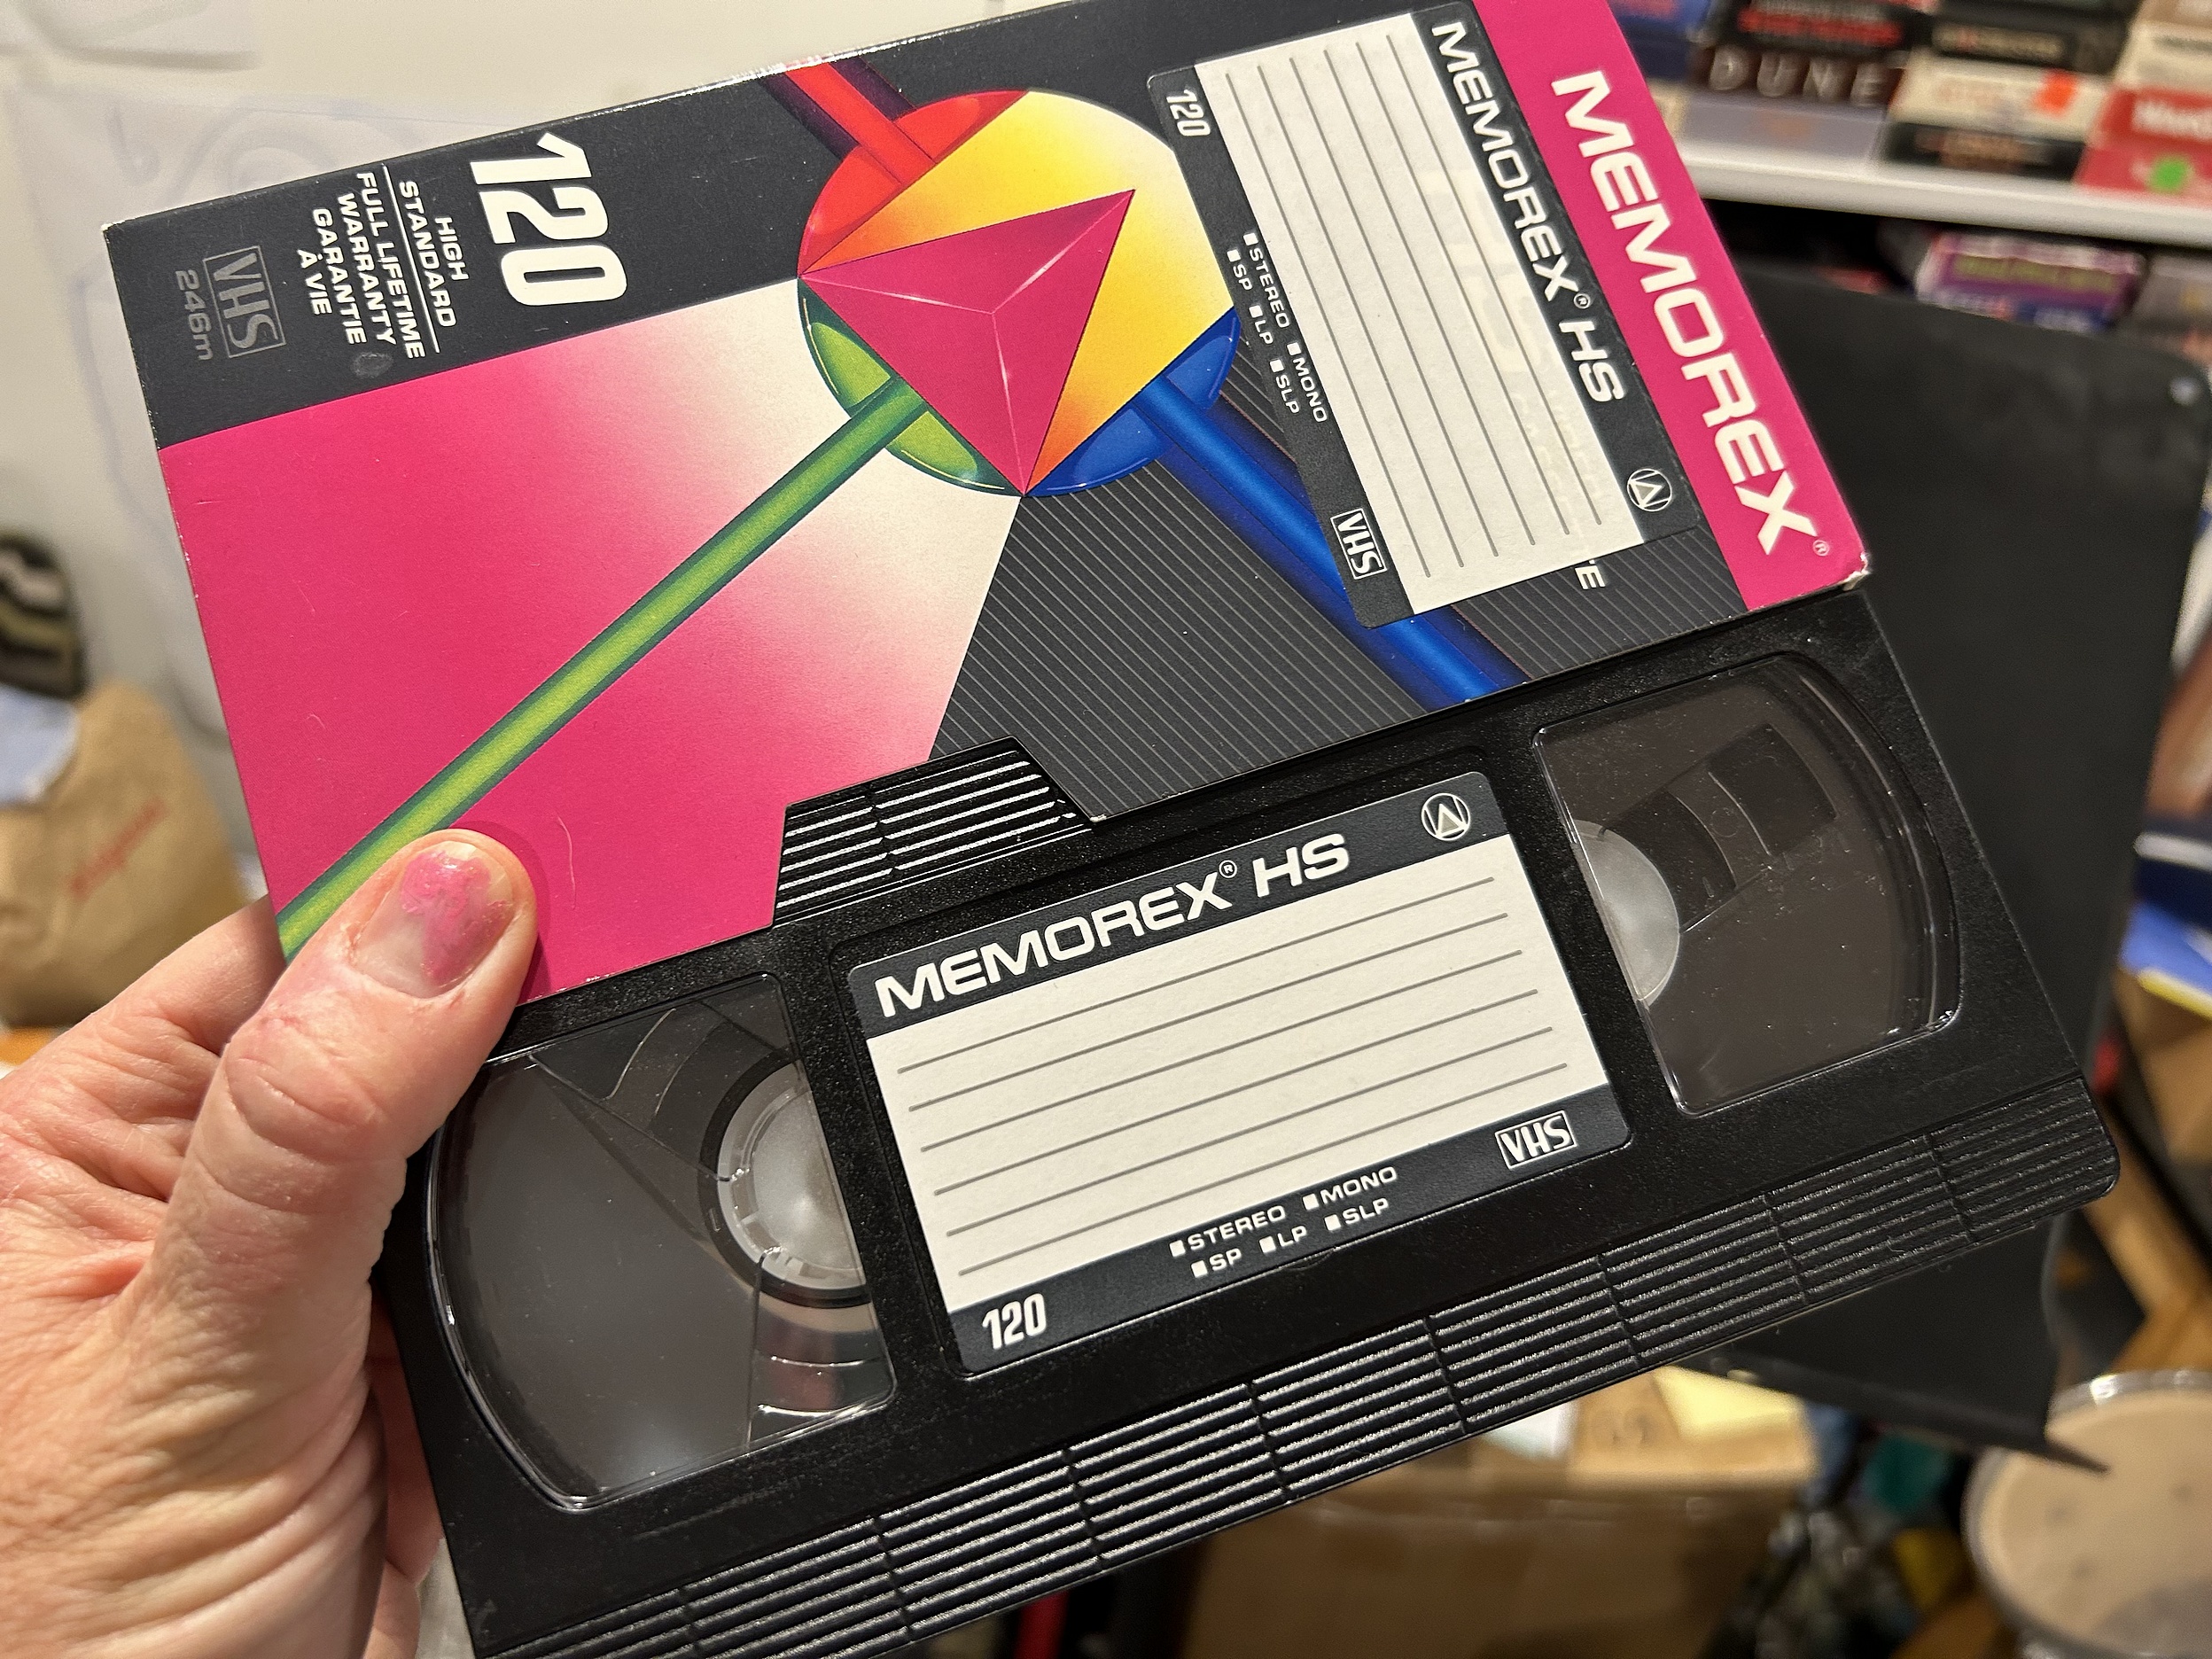 MEMOREX®
MEMOREX® HS
120
■STEREO ■MONO
■SP ■LP ■SLP
VHS
E
120
HIGH
STANDARD
FULL LIFETIME
WARRANTY
GARANTIE
À VIE
VHS
246m
MEMOREX® HS
■STEREO ■MONO
■SP ■LP ■SLP
VHS
120
DUNE